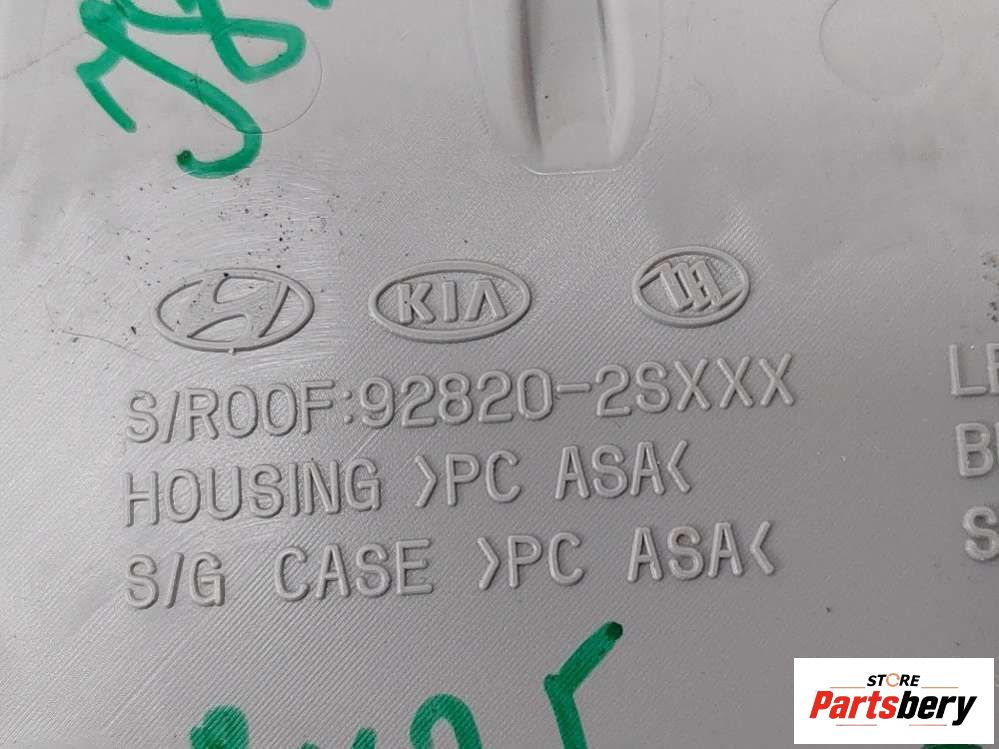 KIA
S/ROOF:92820-2SXXX
HOUSING >PC ASA<
S/G CASE >PC ASA<
STORE
Partsbery